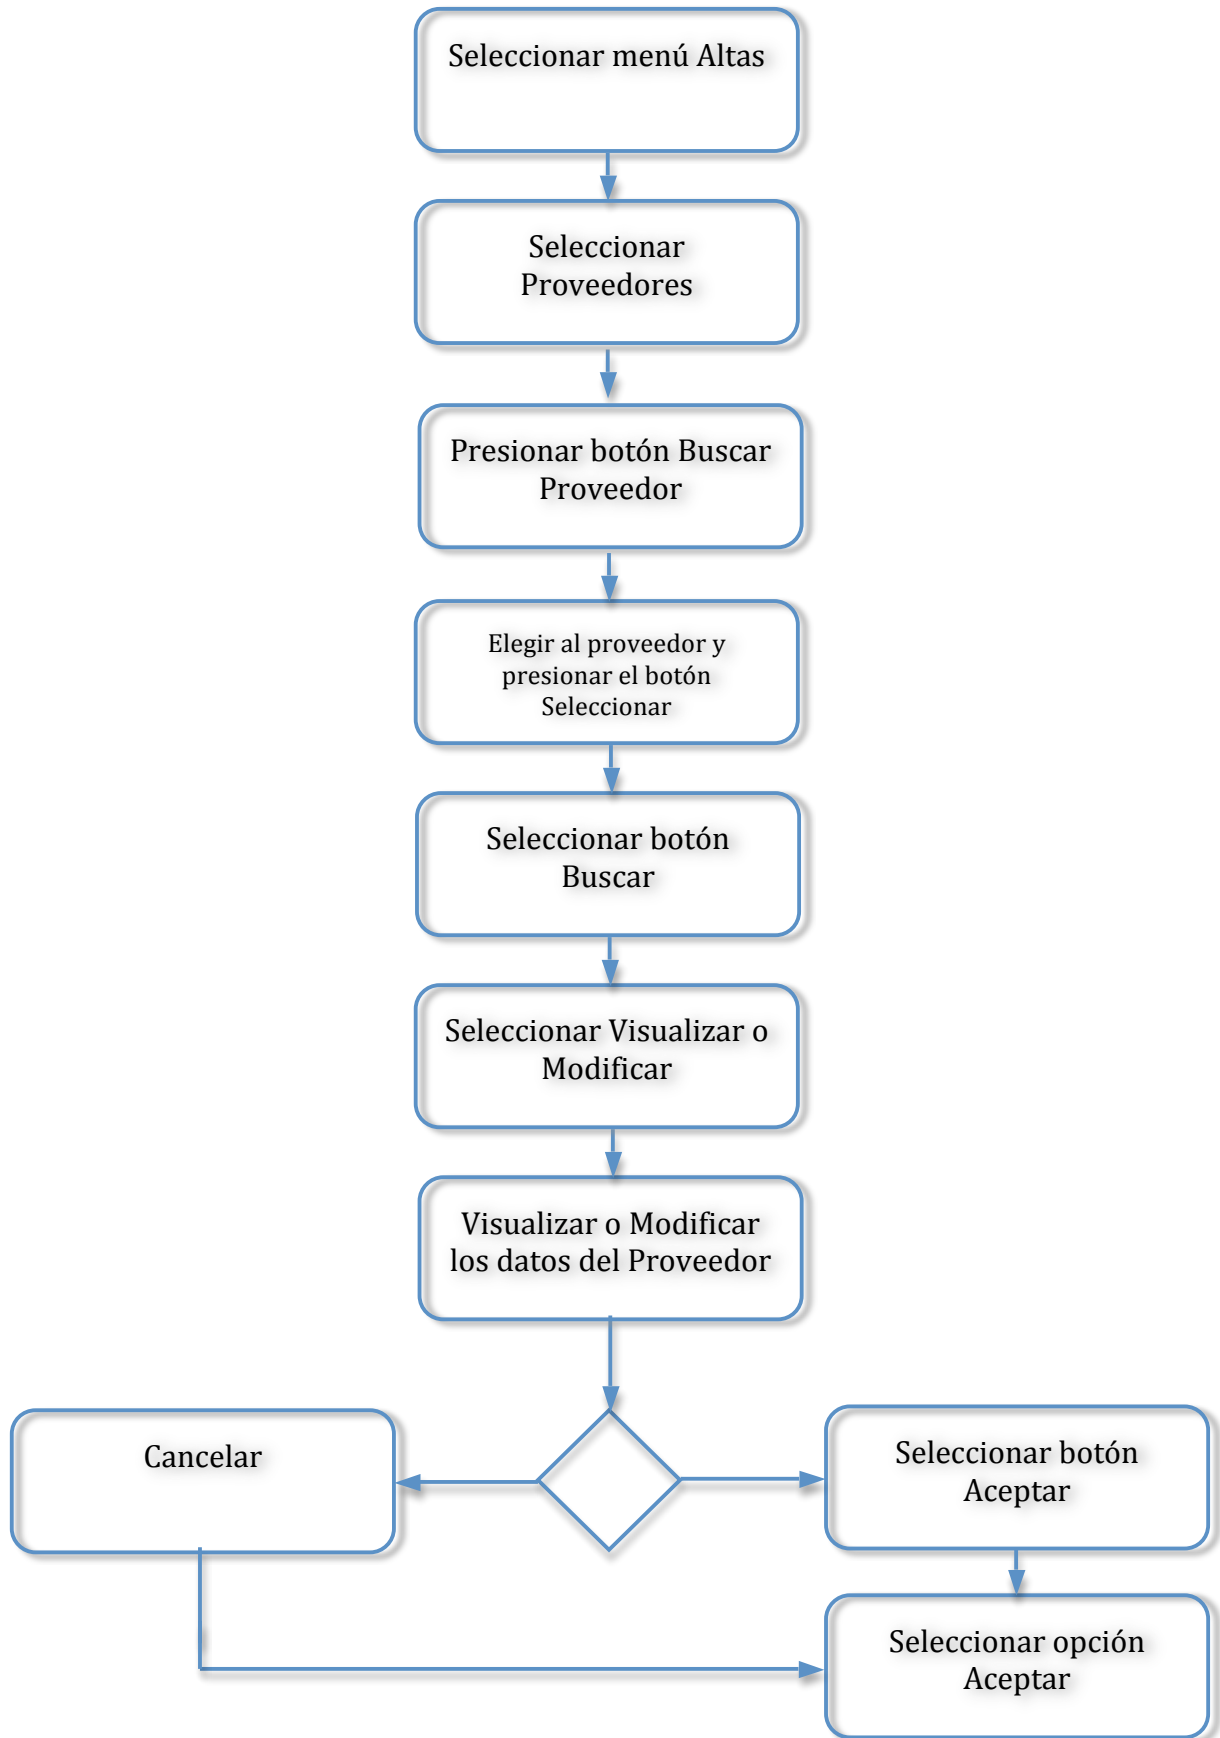 Seleccionar menú Altas
Seleccionar
Proveedores
Presionar botón Buscar
Proveedor
Elegir al proveedor y
presionar el botón
Seleccionar
Seleccionar botón
Buscar
Seleccionar Visualizar o
Modificar
Visualizar o Modificar
los datos del Proveedor
Cancelar
Seleccionar botón
Aceptar
Seleccionar opción
Aceptar